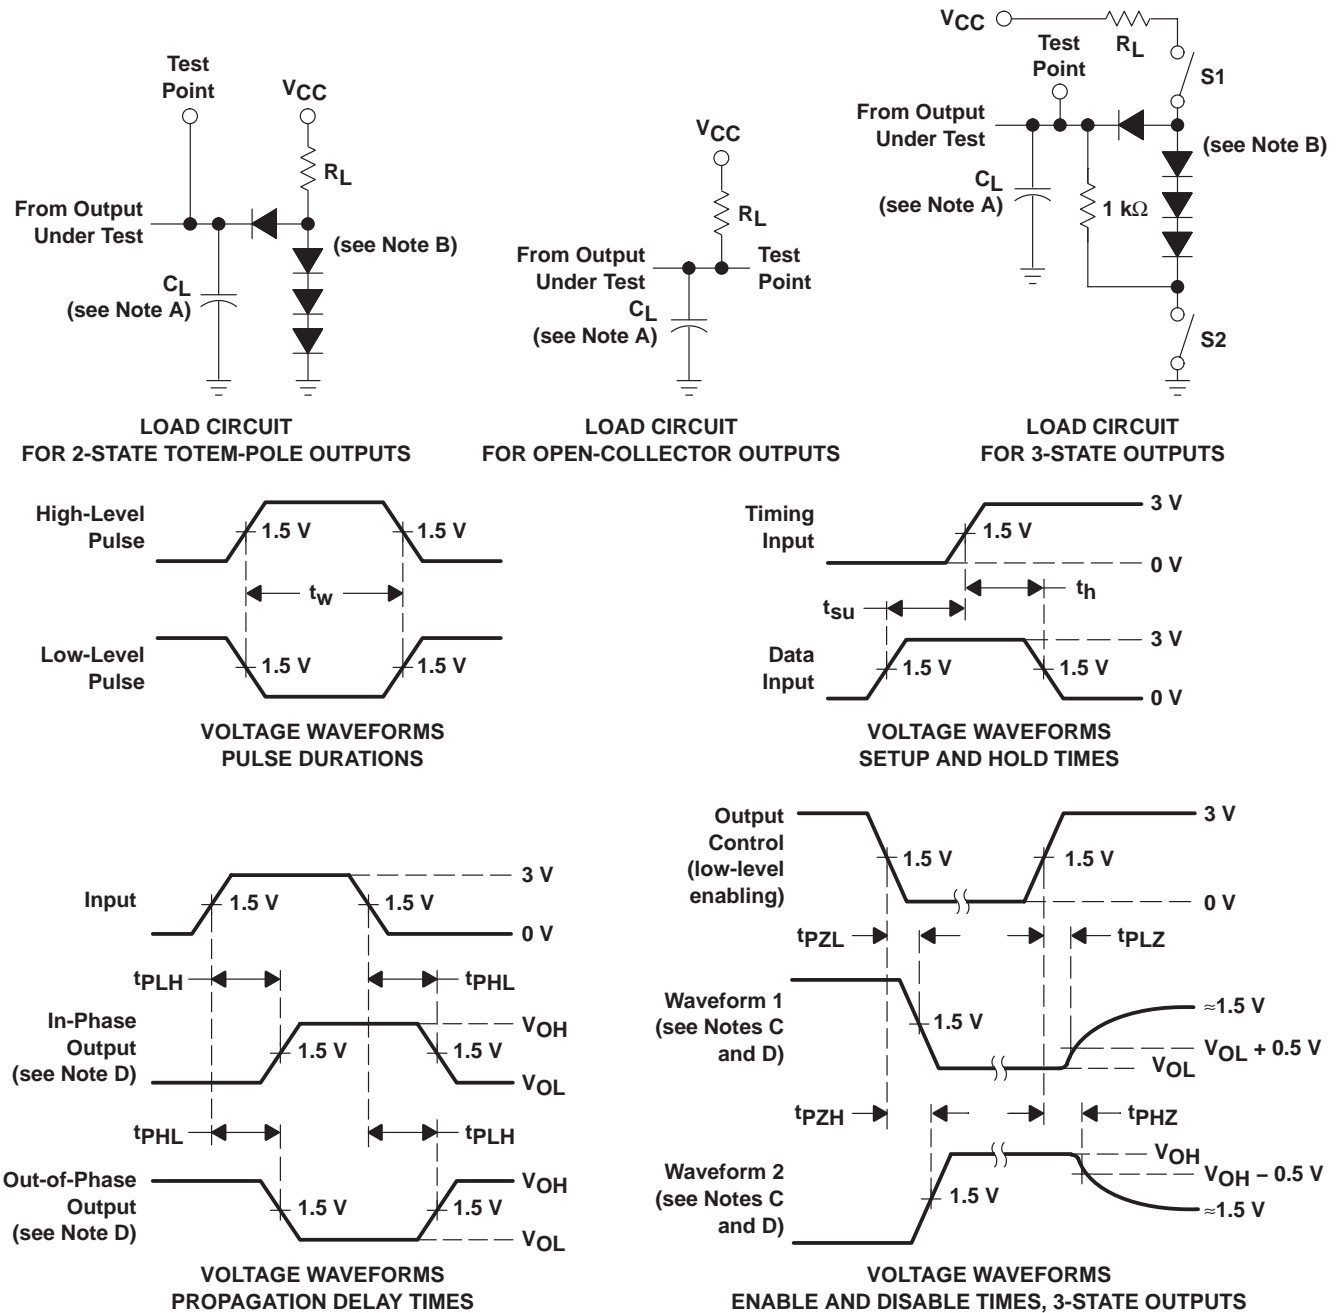 Test
Point
VCC
RL
From Output
Under Test
(see Note B)
CL
(see Note A)
LOAD CIRCUIT
FOR 2-STATE TOTEM-POLE OUTPUTS
VCC
RL
From Output
Under Test
Test
Point
CL
(see Note A)
LOAD CIRCUIT
FOR OPEN-COLLECTOR OUTPUTS
VCC
RL
Test
Point
S1
From Output
Under Test
(see Note B)
CL
(see Note A)
1 kΩ
S2
LOAD CIRCUIT
FOR 3-STATE OUTPUTS
High-Level
Pulse
1.5 V
1.5 V
tw
Low-Level
Pulse
1.5 V
1.5 V
VOLTAGE WAVEFORMS
PULSE DURATIONS
Timing
Input
1.5 V
3 V
0 V
th
tsu
Data
Input
1.5 V
1.5 V
3 V
0 V
VOLTAGE WAVEFORMS
SETUP AND HOLD TIMES
Input
1.5 V
1.5 V
3 V
0 V
tPLH
tPHL
In-Phase
Output
(see Note D)
1.5 V
1.5 V
VOH
VOL
tPHL
tPLH
Out-of-Phase
Output
(see Note D)
1.5 V
1.5 V
VOH
VOL
VOLTAGE WAVEFORMS
PROPAGATION DELAY TIMES
Output
Control
(low-level
enabling)
1.5 V
1.5 V
3 V
0 V
tPZL
tPLZ
Waveform 1
(see Notes C
and D)
1.5 V
≈1.5 V
VOL + 0.5 V
VOL
tPZH
tPHZ
Waveform 2
(see Notes C
and D)
1.5 V
VOH
VOH – 0.5 V
≈1.5 V
VOLTAGE WAVEFORMS
ENABLE AND DISABLE TIMES, 3-STATE OUTPUTS